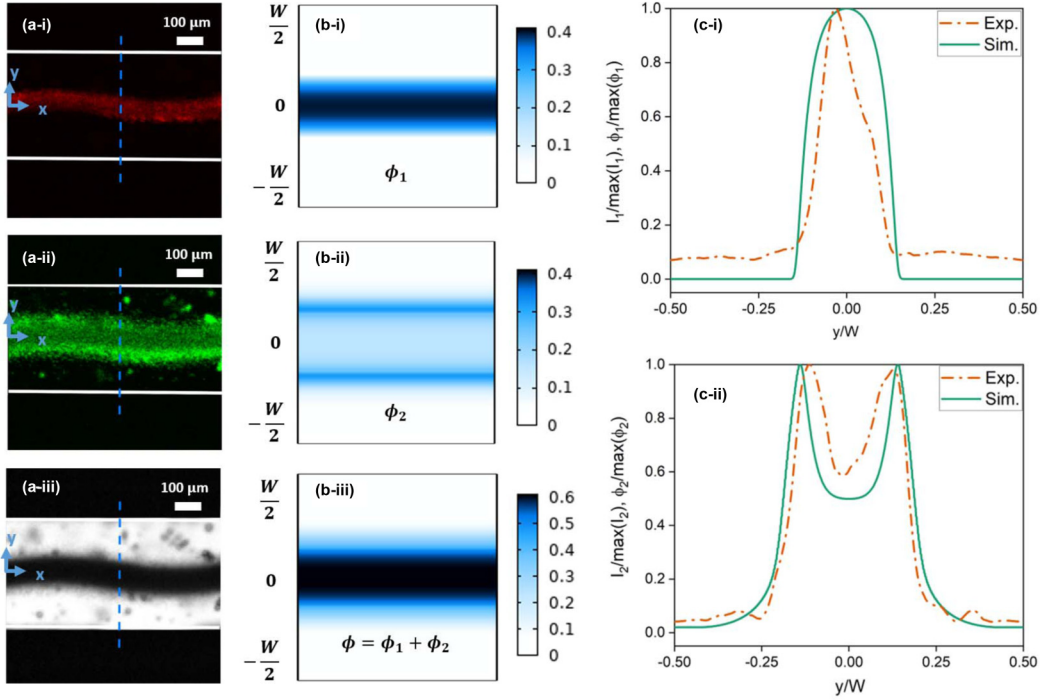 (a-i)
100 µm
y
x
(b-i)
W/2
0
−W/2
ϕ₁
0.4
0.3
0.2
0.1
0
(c-i)
Exp.
Sim.
I₁/max(I₁), ϕ₁/max(ϕ₁)
1.0
0.8
0.6
0.4
0.2
0.0
-0.50 -0.25 0.00 0.25 0.50
y/W
(a-ii)
100 µm
y
x
(b-ii)
W/2
0
−W/2
ϕ₂
0.4
0.3
0.2
0.1
0
(c-ii)
Exp.
Sim.
I₂/max(I₂), ϕ₂/max(ϕ₂)
1.0
0.8
0.6
0.4
0.2
0.0
-0.50 -0.25 0.00 0.25 0.50
y/W
(a-iii)
100 µm
y
x
(b-iii)
W/2
0
−W/2
ϕ = ϕ₁ + ϕ₂
0.6
0.5
0.4
0.3
0.2
0.1
0